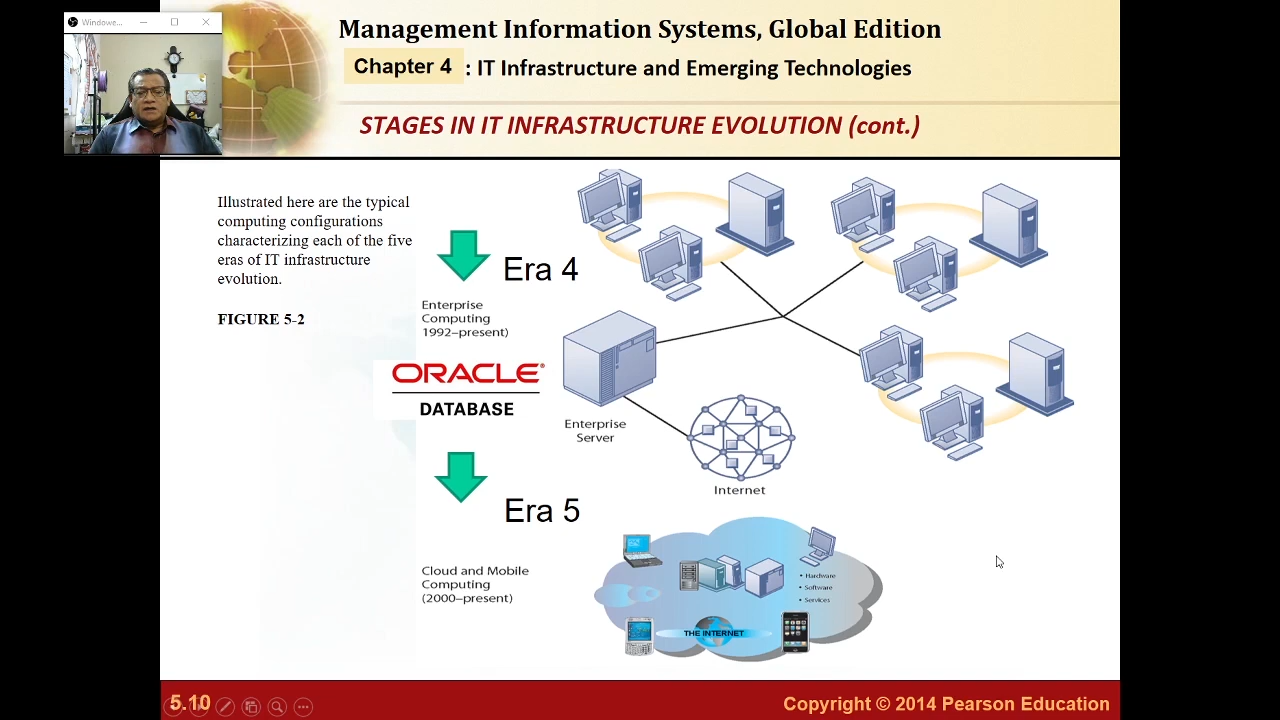 Windowe...
Management Information Systems, Global Edition
Chapter 4 : IT Infrastructure and Emerging Technologies
STAGES IN IT INFRASTRUCTURE EVOLUTION (cont.)
Illustrated here are the typical
computing configurations
characterizing each of the five
eras of IT infrastructure
evolution.
FIGURE 5-2
Era 4
Enterprise
Computing
1992–present)
ORACLE®
DATABASE
Enterprise
Server
Internet
Era 5
Cloud and Mobile
Computing
(2000–present)
• Hardware
• Software
• Services
THE INTERNET
5.10
Copyright © 2014 Pearson Education